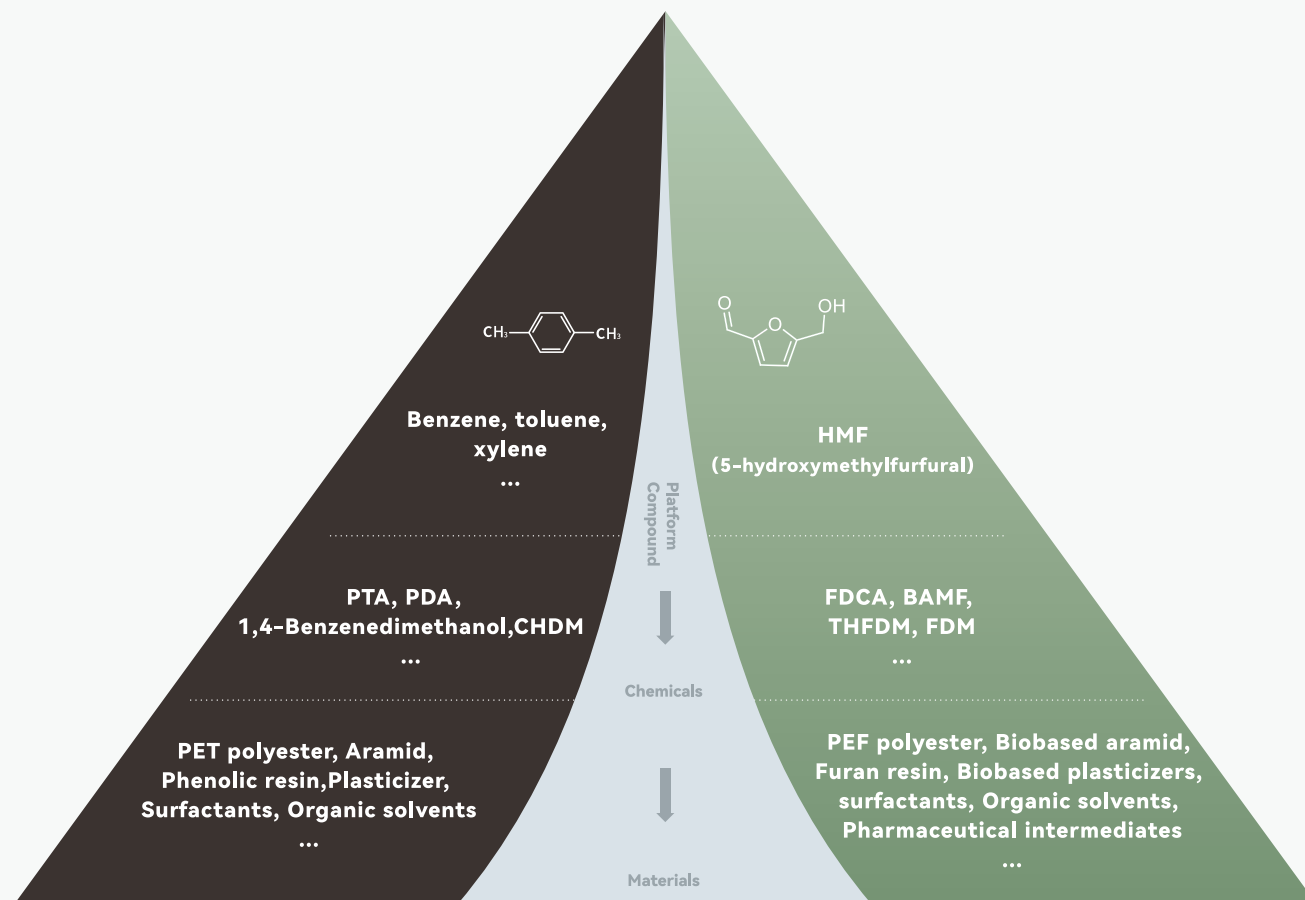 CH₃
CH₃
Benzene, toluene,
xylene
...
O
O
OH
HMF
(5-hydroxymethylfurfural)
Platform
Compound
PTA, PDA,
1,4-Benzenedimethanol,CHDM
...
FDCA, BAMF,
THFDM, FDM
...
Chemicals
PET polyester, Aramid,
Phenolic resin,Plasticizer,
Surfactants, Organic solvents
...
PEF polyester, Biobased aramid,
Furan resin, Biobased plasticizers,
surfactants, Organic solvents,
Pharmaceutical intermediates
...
Materials